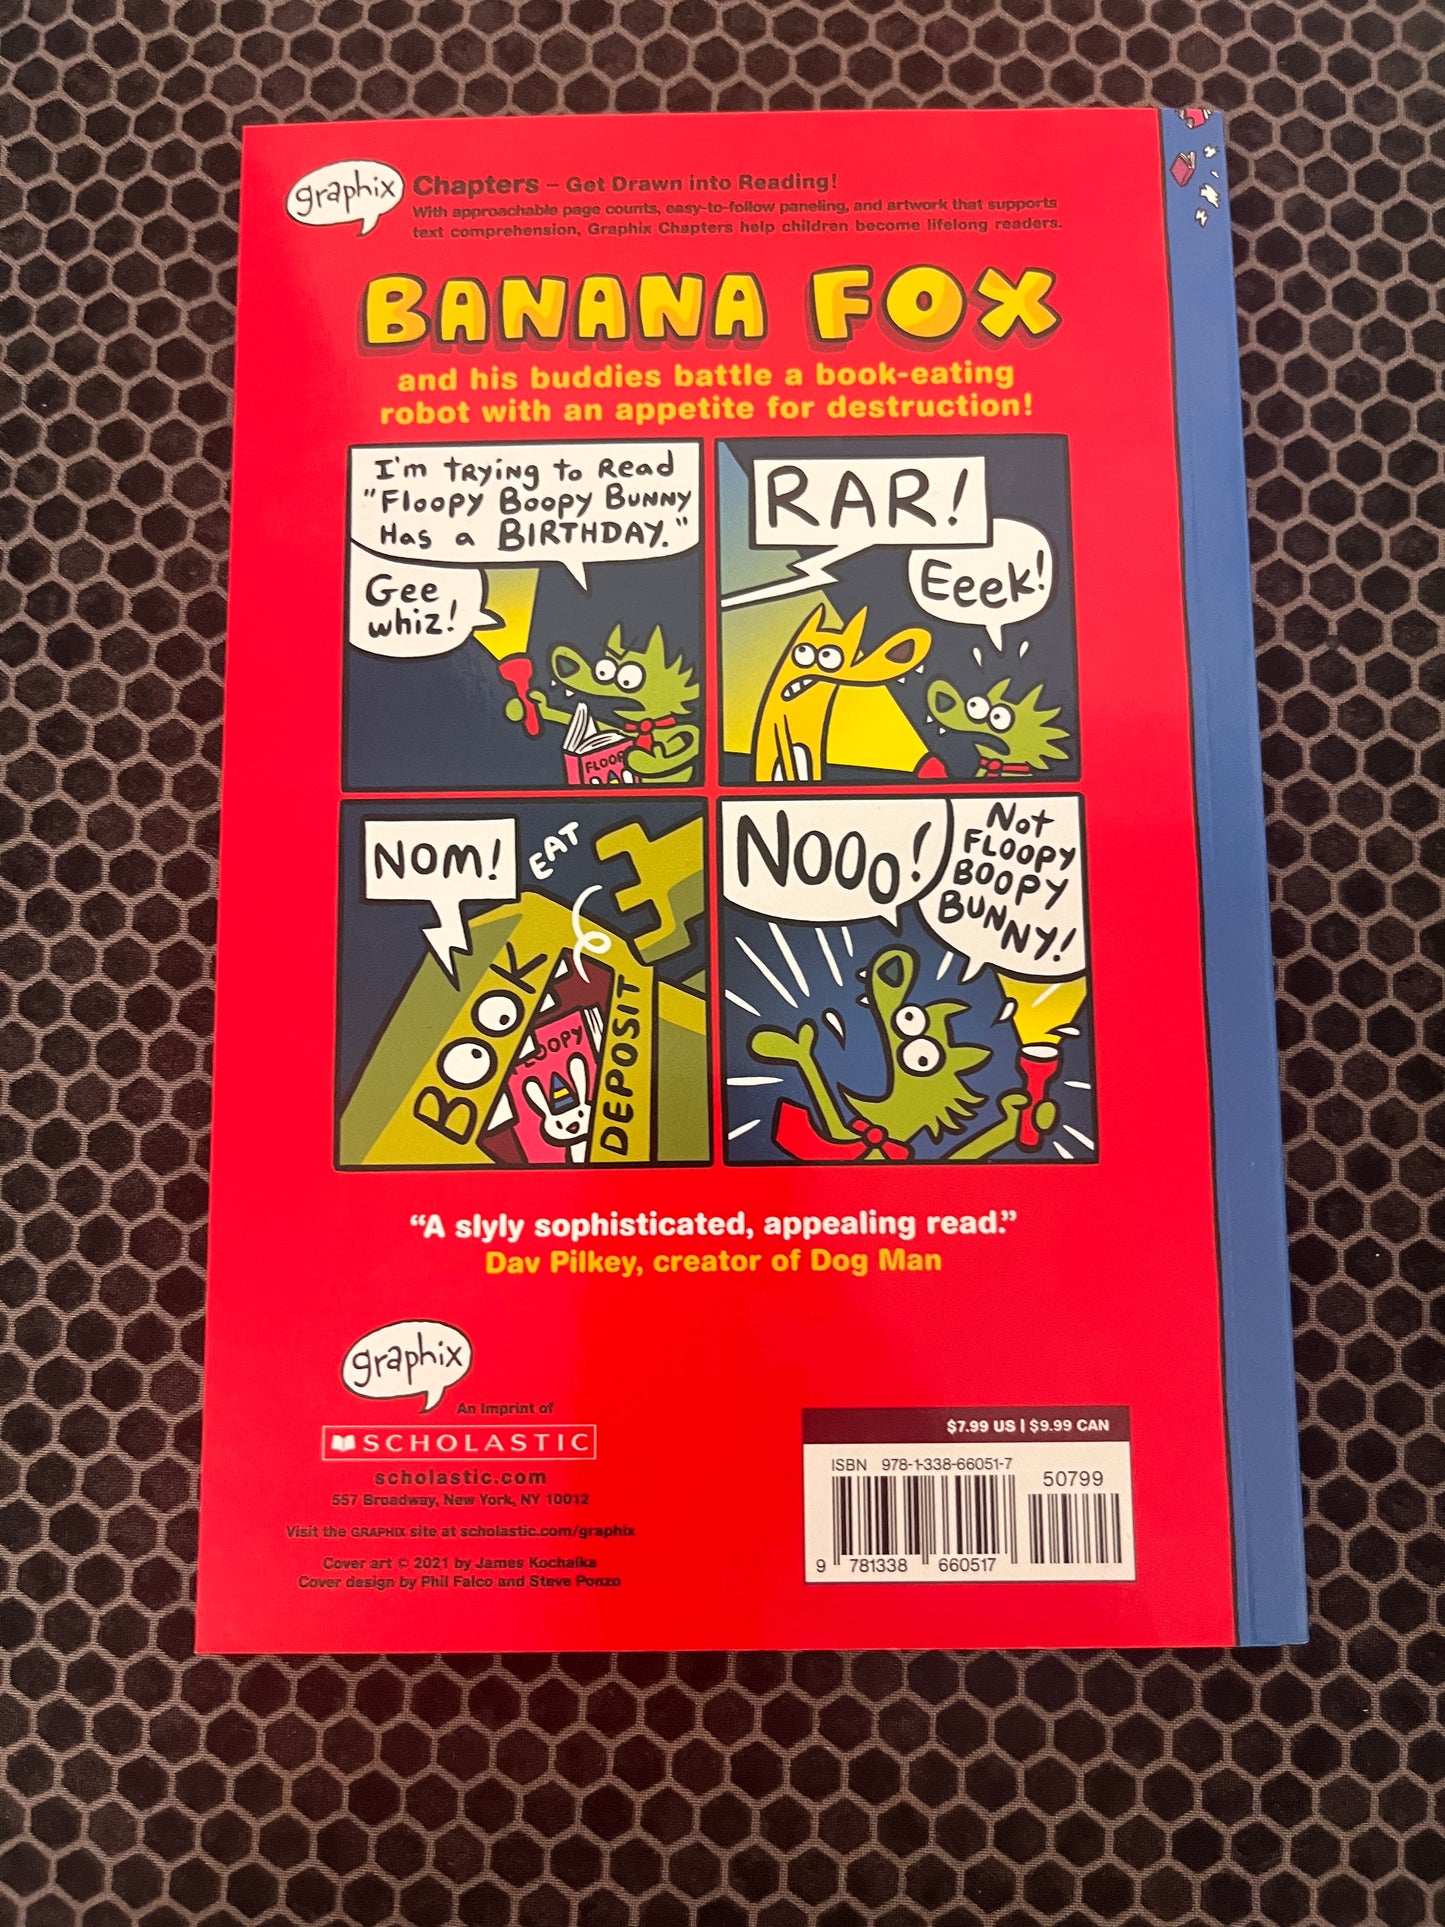 graphix Chapters – Get Drawn into Reading!
With approachable page counts, easy-to-follow paneling, and artwork that supports
text comprehension, Graphix Chapters help children become lifelong readers.
BANANA FOX
and his buddies battle a book-eating
robot with an appetite for destruction!
I'm trying to Read
"Floopy Boopy Bunny
Has a BIRTHDAY."
Gee
whiz!
FLOOP
RAR!
Eeek!
NOM!
EAT
BOOK
DEPOSIT
FLOOPY
NOOO!
Not
FLOOPY
BOOPY
BUNNY!
“A slyly sophisticated, appealing read.”
Dav Pilkey, creator of Dog Man
graphix
An Imprint of
SCHOLASTIC
scholastic.com
557 Broadway, New York, NY 10012
Visit the GRAPHIX site at scholastic.com/graphix
Cover art © 2021 by James Kochalka
Cover design by Phil Falco and Steve Ponzo
$7.99 US | $9.99 CAN
ISBN 978-1-338-66051-7
50799
9 781338 660517